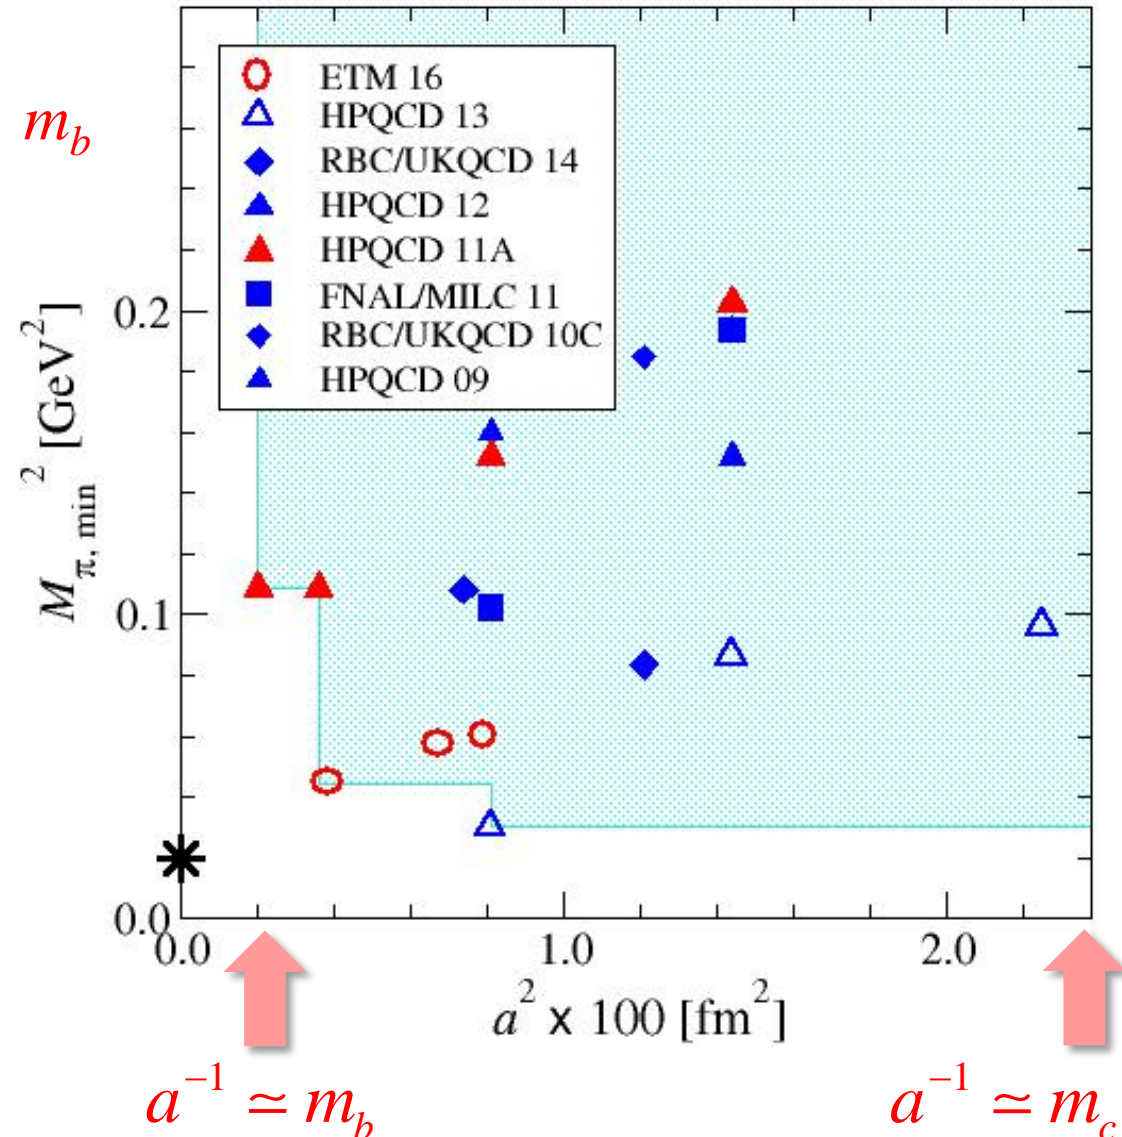 m_b
ETM 16
HPQCD 13
RBC/UKQCD 14
HPQCD 12
HPQCD 11A
FNAL/MILC 11
RBC/UKQCD 10C
HPQCD 09
M_{π, min}^2 [GeV^2]
0.2
0.1
0.0
0.0 1.0 2.0
a^2 x 100 [fm^2]
a^{-1} ≃ m_b a^{-1} ≃ m_c